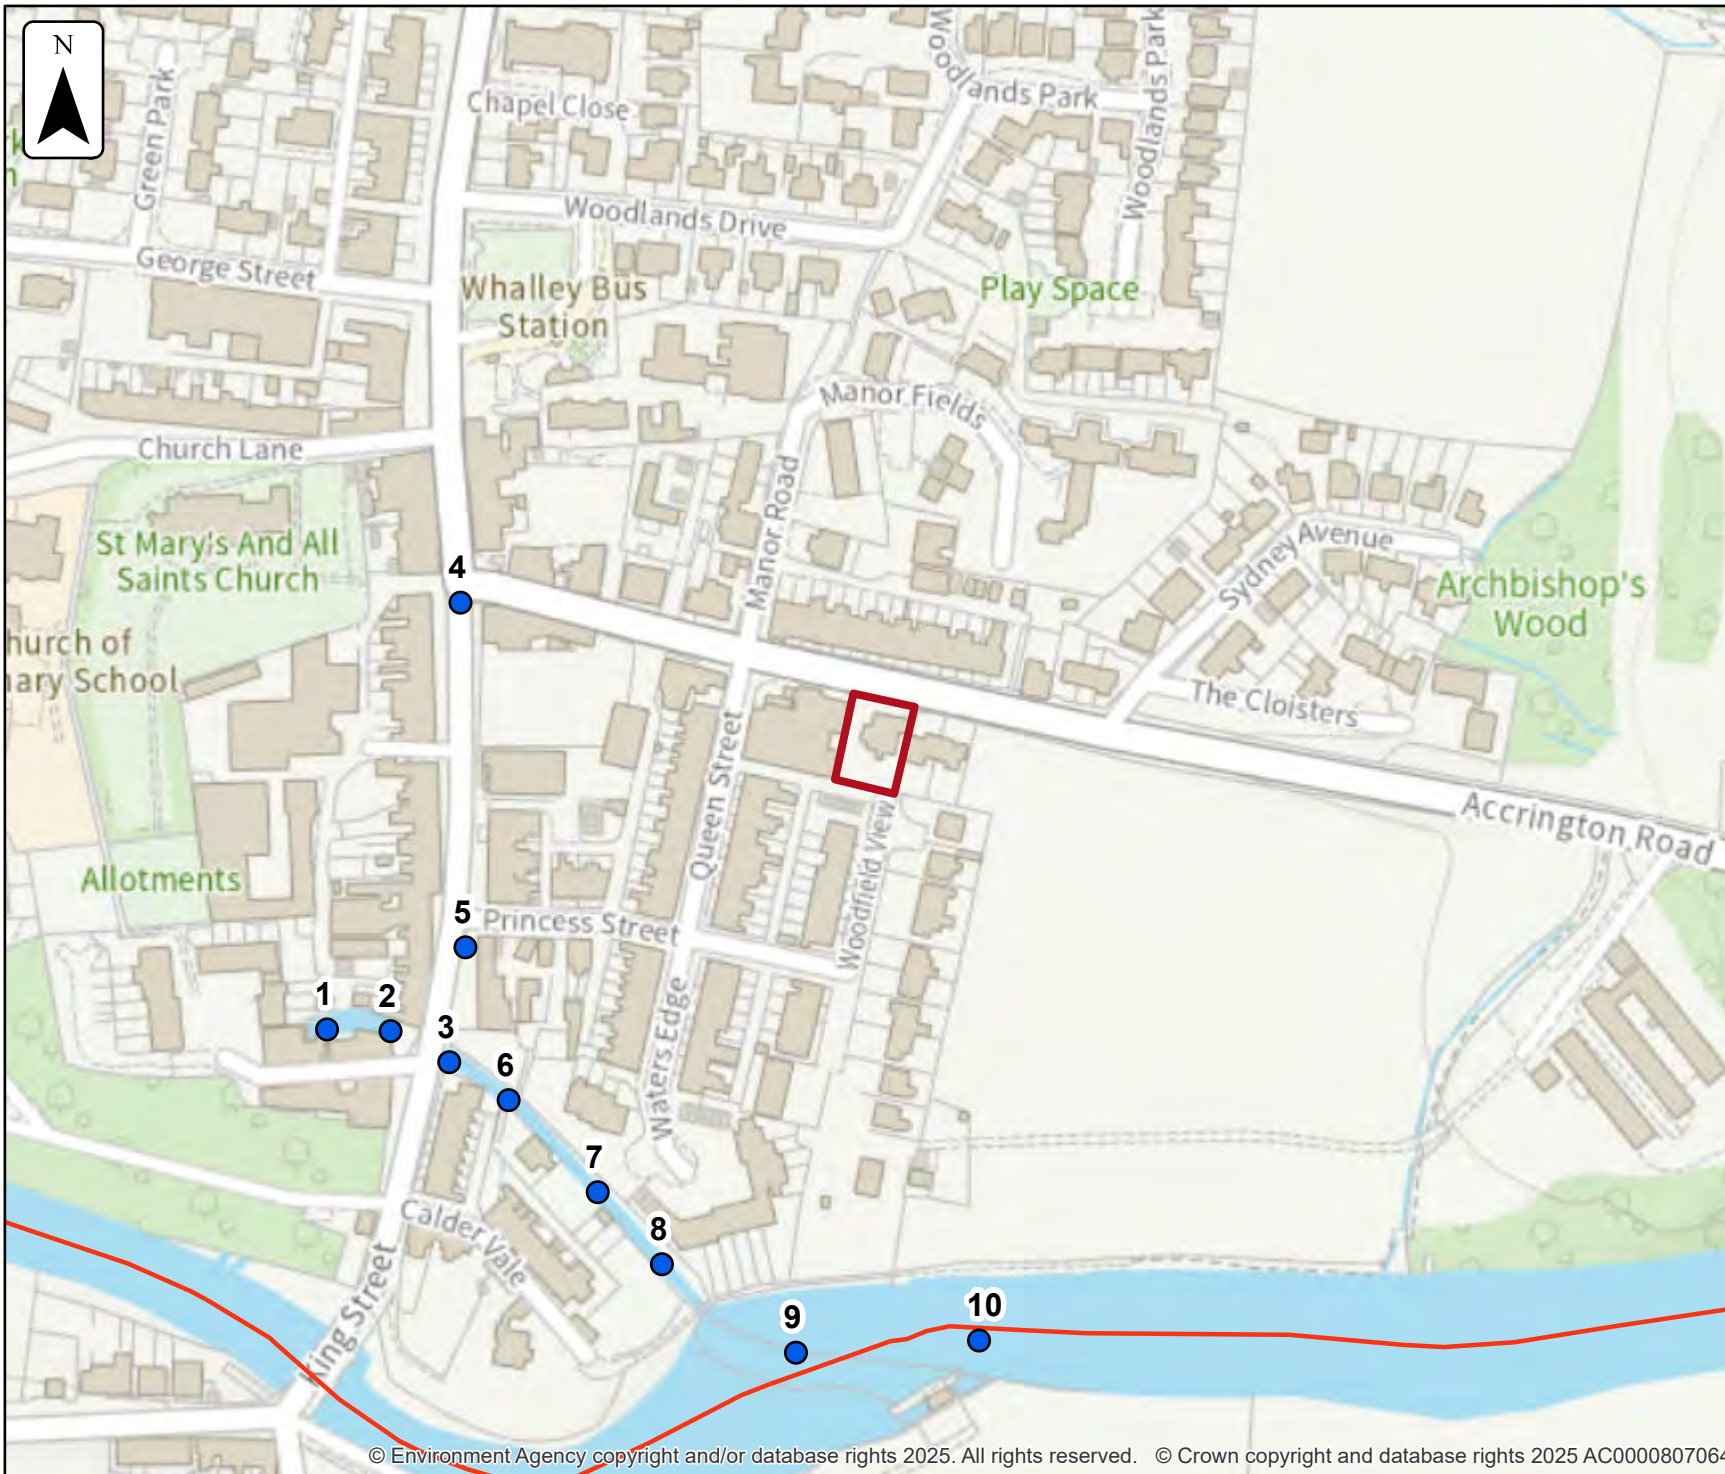 N
Green Park
Chapel Close
Woodlands Park
Woodlands Park
Woodlands Drive
George Street
Whalley Bus
Station
Play Space
Manor Fields
Church Lane
Manor Road
St Mary's And All
Saints Church
Sydney Avenue
Archbishop's
Wood
4
hurch of
nary School
The Cloisters
Accrington Road
Queen Street
Woodfield View
Allotments
5
Princess Street
1
2
3
6
Waters Edge
7
8
Calder Vale
King Street
9
10
© Environment Agency copyright and/or database rights 2025. All rights reserved. © Crown copyright and database rights 2025 AC000080706